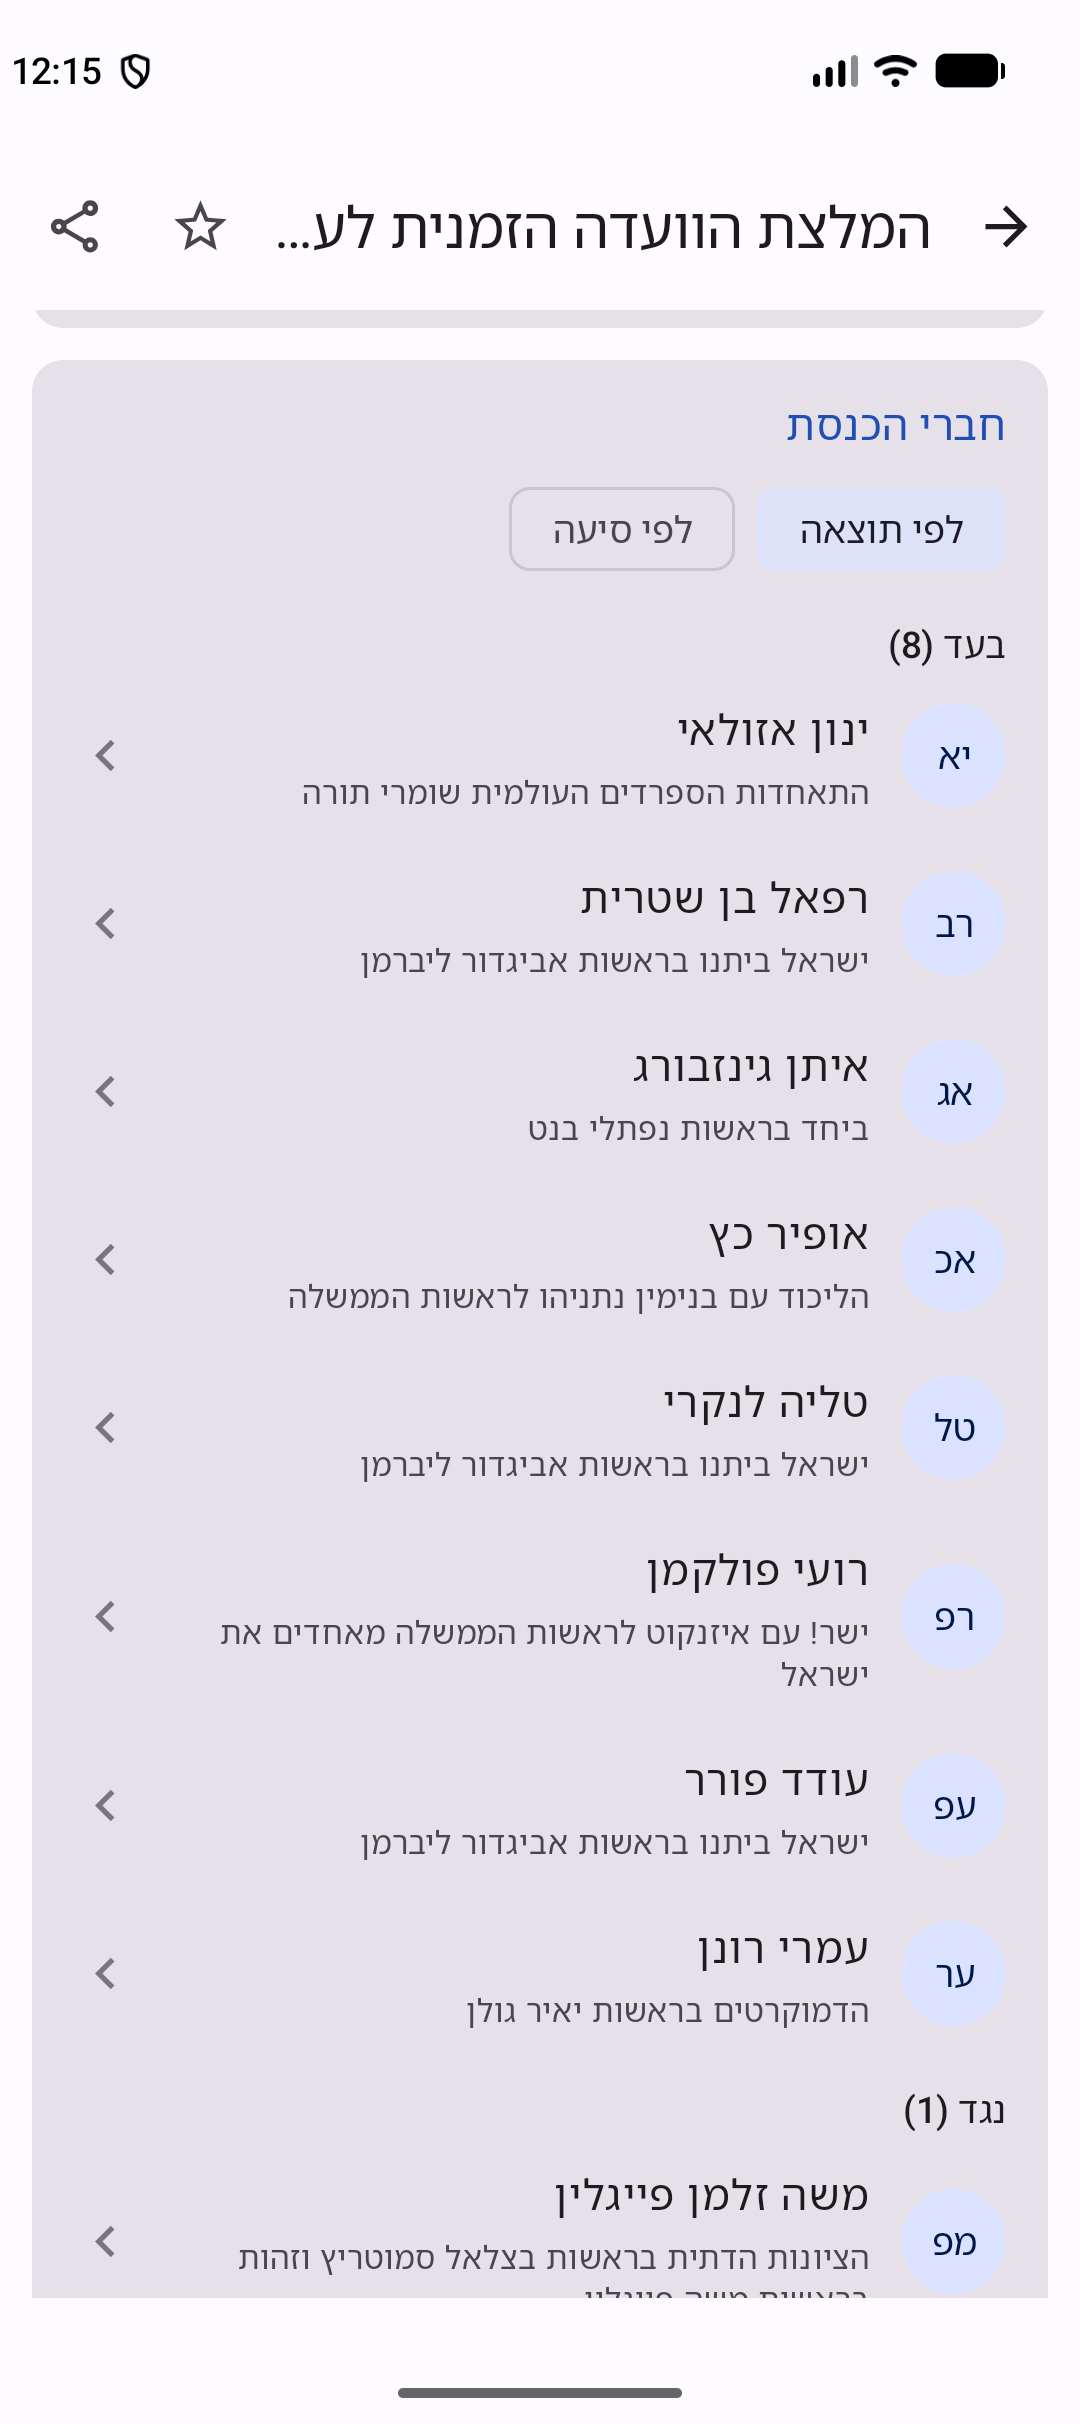 12:15
המלצת הוועדה הזמנית לע...
חברי הכנסת
לפי תוצאה
לפי סיעה
בעד (8)
יא
ינון אזולאי
התאחדות הספרדים העולמית שומרי תורה
רב
רפאל בן שטרית
ישראל ביתנו בראשות אביגדור ליברמן
אג
איתן גינזבורג
ביחד בראשות נפתלי בנט
אכ
אופיר כץ
הליכוד עם בנימין נתניהו לראשות הממשלה
טל
טליה לנקרי
ישראל ביתנו בראשות אביגדור ליברמן
רפ
רועי פולקמן
ישר! עם איזנקוט לראשות הממשלה מאחדים את
ישראל
עפ
עודד פורר
ישראל ביתנו בראשות אביגדור ליברמן
ער
עמרי רונן
הדמוקרטים בראשות יאיר גולן
נגד (1)
מפ
משה זלמן פייגלין
הציונות הדתית בראשות בצלאל סמוטריץ וזהות
בראשות משה פייגלין